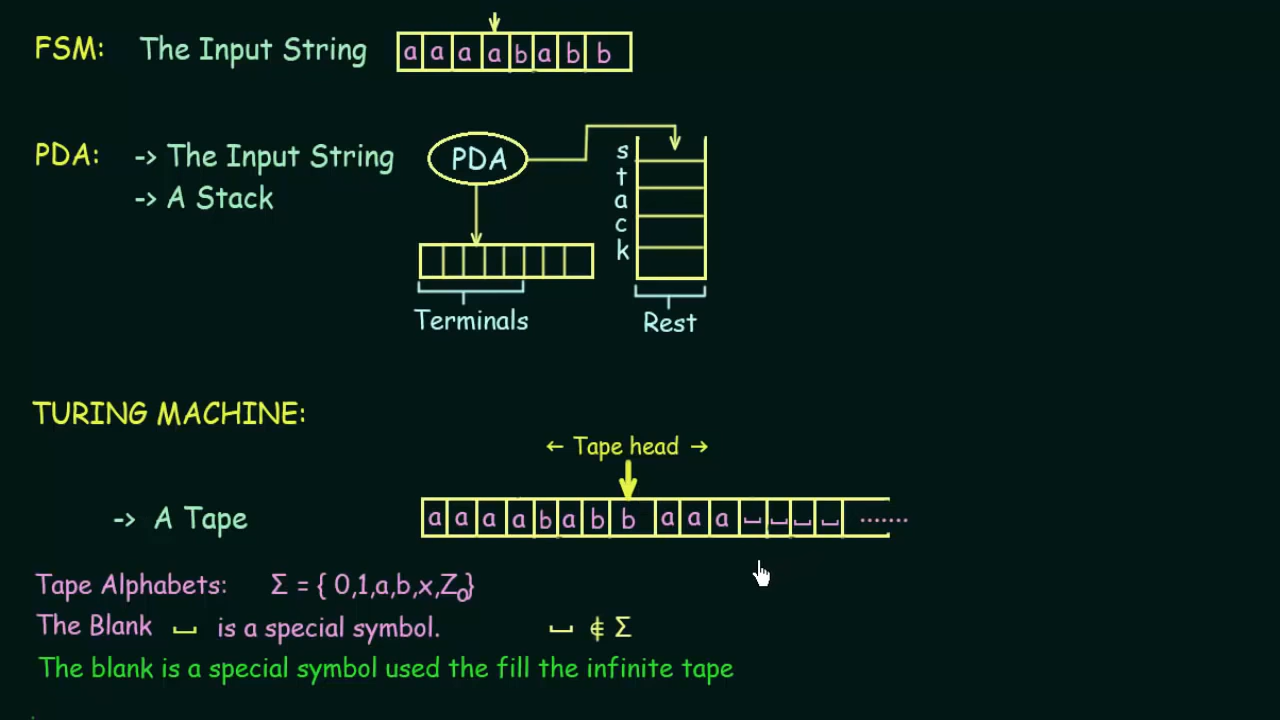 FSM: The Input String a a a a b a b b
PDA: -> The Input String
-> A Stack
PDA
stack
Terminals
Rest
TURING MACHINE:
← Tape head →
-> A Tape a a a a b a b b a a a ⎵ ⎵ ⎵ ⎵ .......
Tape Alphabets: Σ = { 0,1,a,b,x,Z₀}
The Blank ⎵ is a special symbol. ⎵ ∉ Σ
The blank is a special symbol used the fill the infinite tape